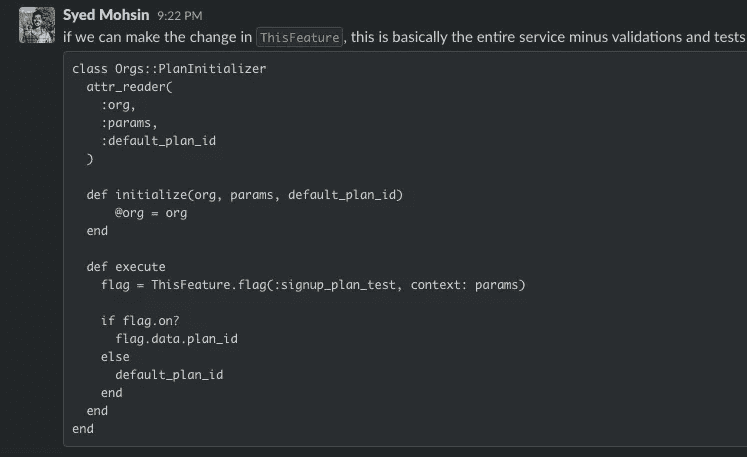 Syed Mohsin 9:22 PM
if we can make the change in ThisFeature, this is basically the entire service minus validations and tests
class Orgs::PlanInitializer
  attr_reader(
    :org,
    :params,
    :default_plan_id
  )

  def initialize(org, params, default_plan_id)
      @org = org
  end

  def execute
    flag = ThisFeature.flag(:signup_plan_test, context: params)

    if flag.on?
      flag.data.plan_id
    else
      default_plan_id
    end
  end
end